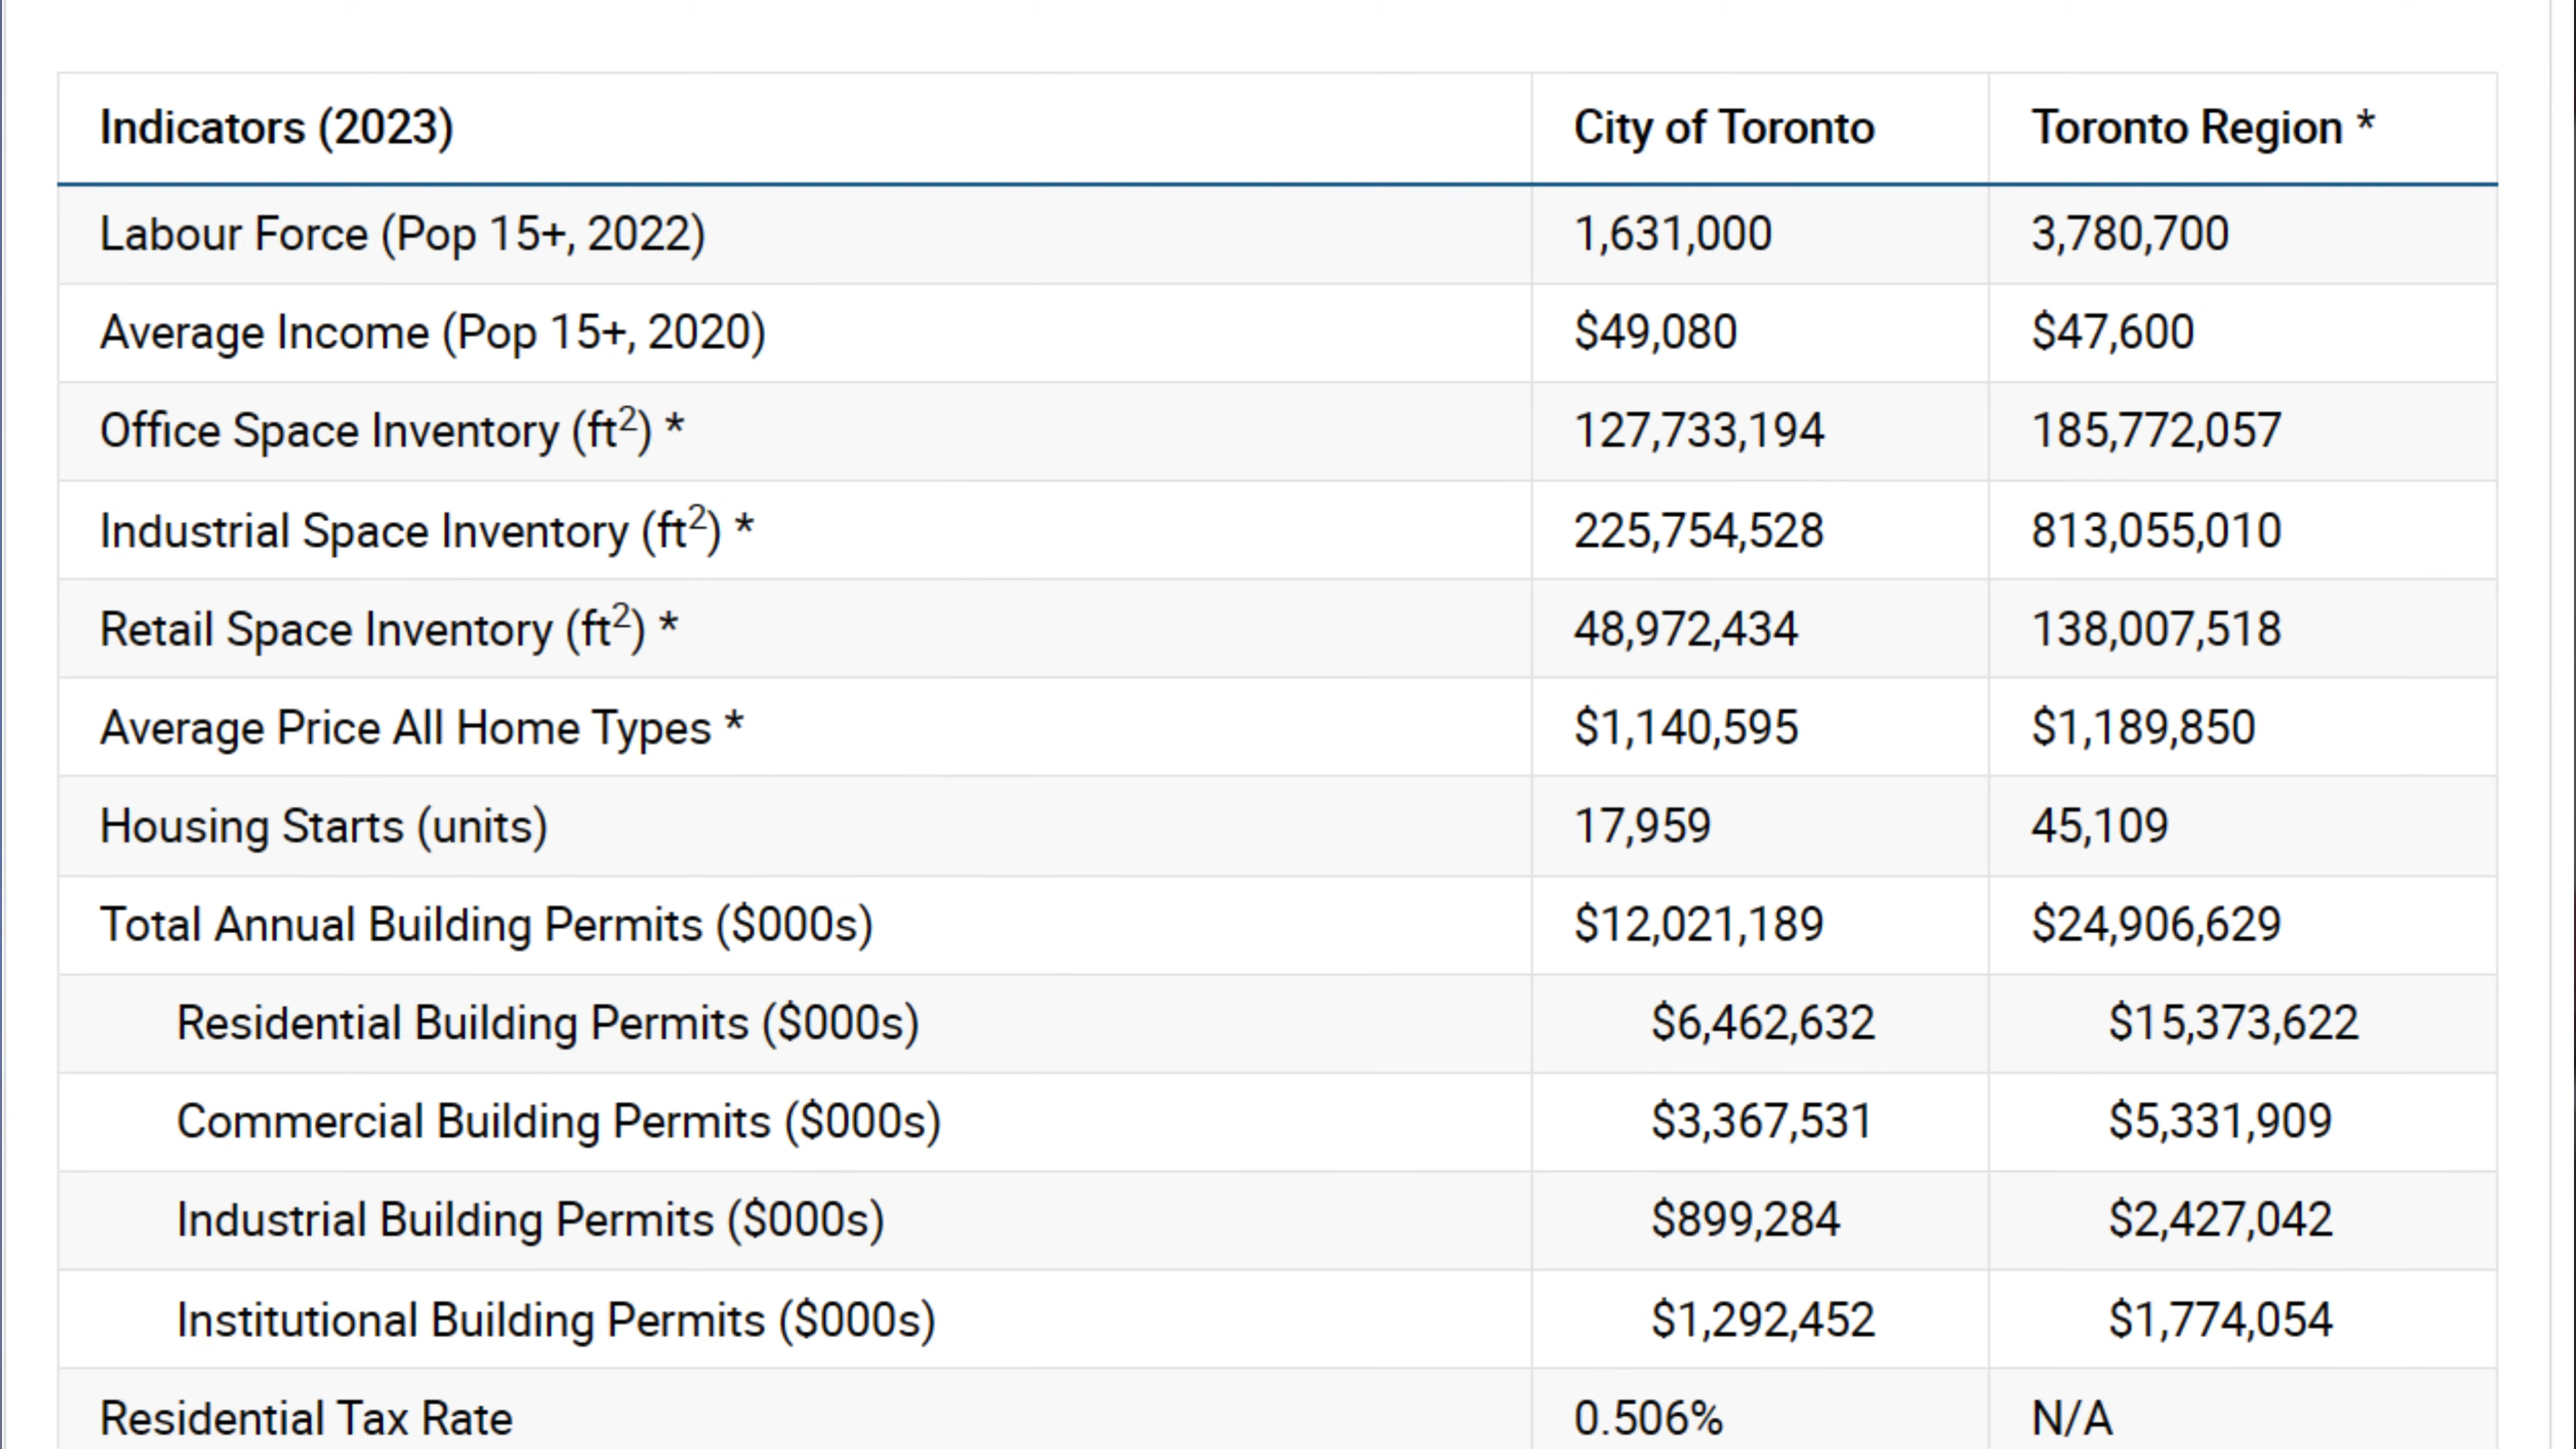 Indicators (2023) City of Toronto Toronto Region *
Labour Force (Pop 15+, 2022) 1,631,000 3,780,700
Average Income (Pop 15+, 2020) $49,080 $47,600
Office Space Inventory (ft²) * 127,733,194 185,772,057
Industrial Space Inventory (ft²) * 225,754,528 813,055,010
Retail Space Inventory (ft²) * 48,972,434 138,007,518
Average Price All Home Types * $1,140,595 $1,189,850
Housing Starts (units) 17,959 45,109
Total Annual Building Permits ($000s) $12,021,189 $24,906,629
Residential Building Permits ($000s) $6,462,632 $15,373,622
Commercial Building Permits ($000s) $3,367,531 $5,331,909
Industrial Building Permits ($000s) $899,284 $2,427,042
Institutional Building Permits ($000s) $1,292,452 $1,774,054
Residential Tax Rate 0.506% N/A